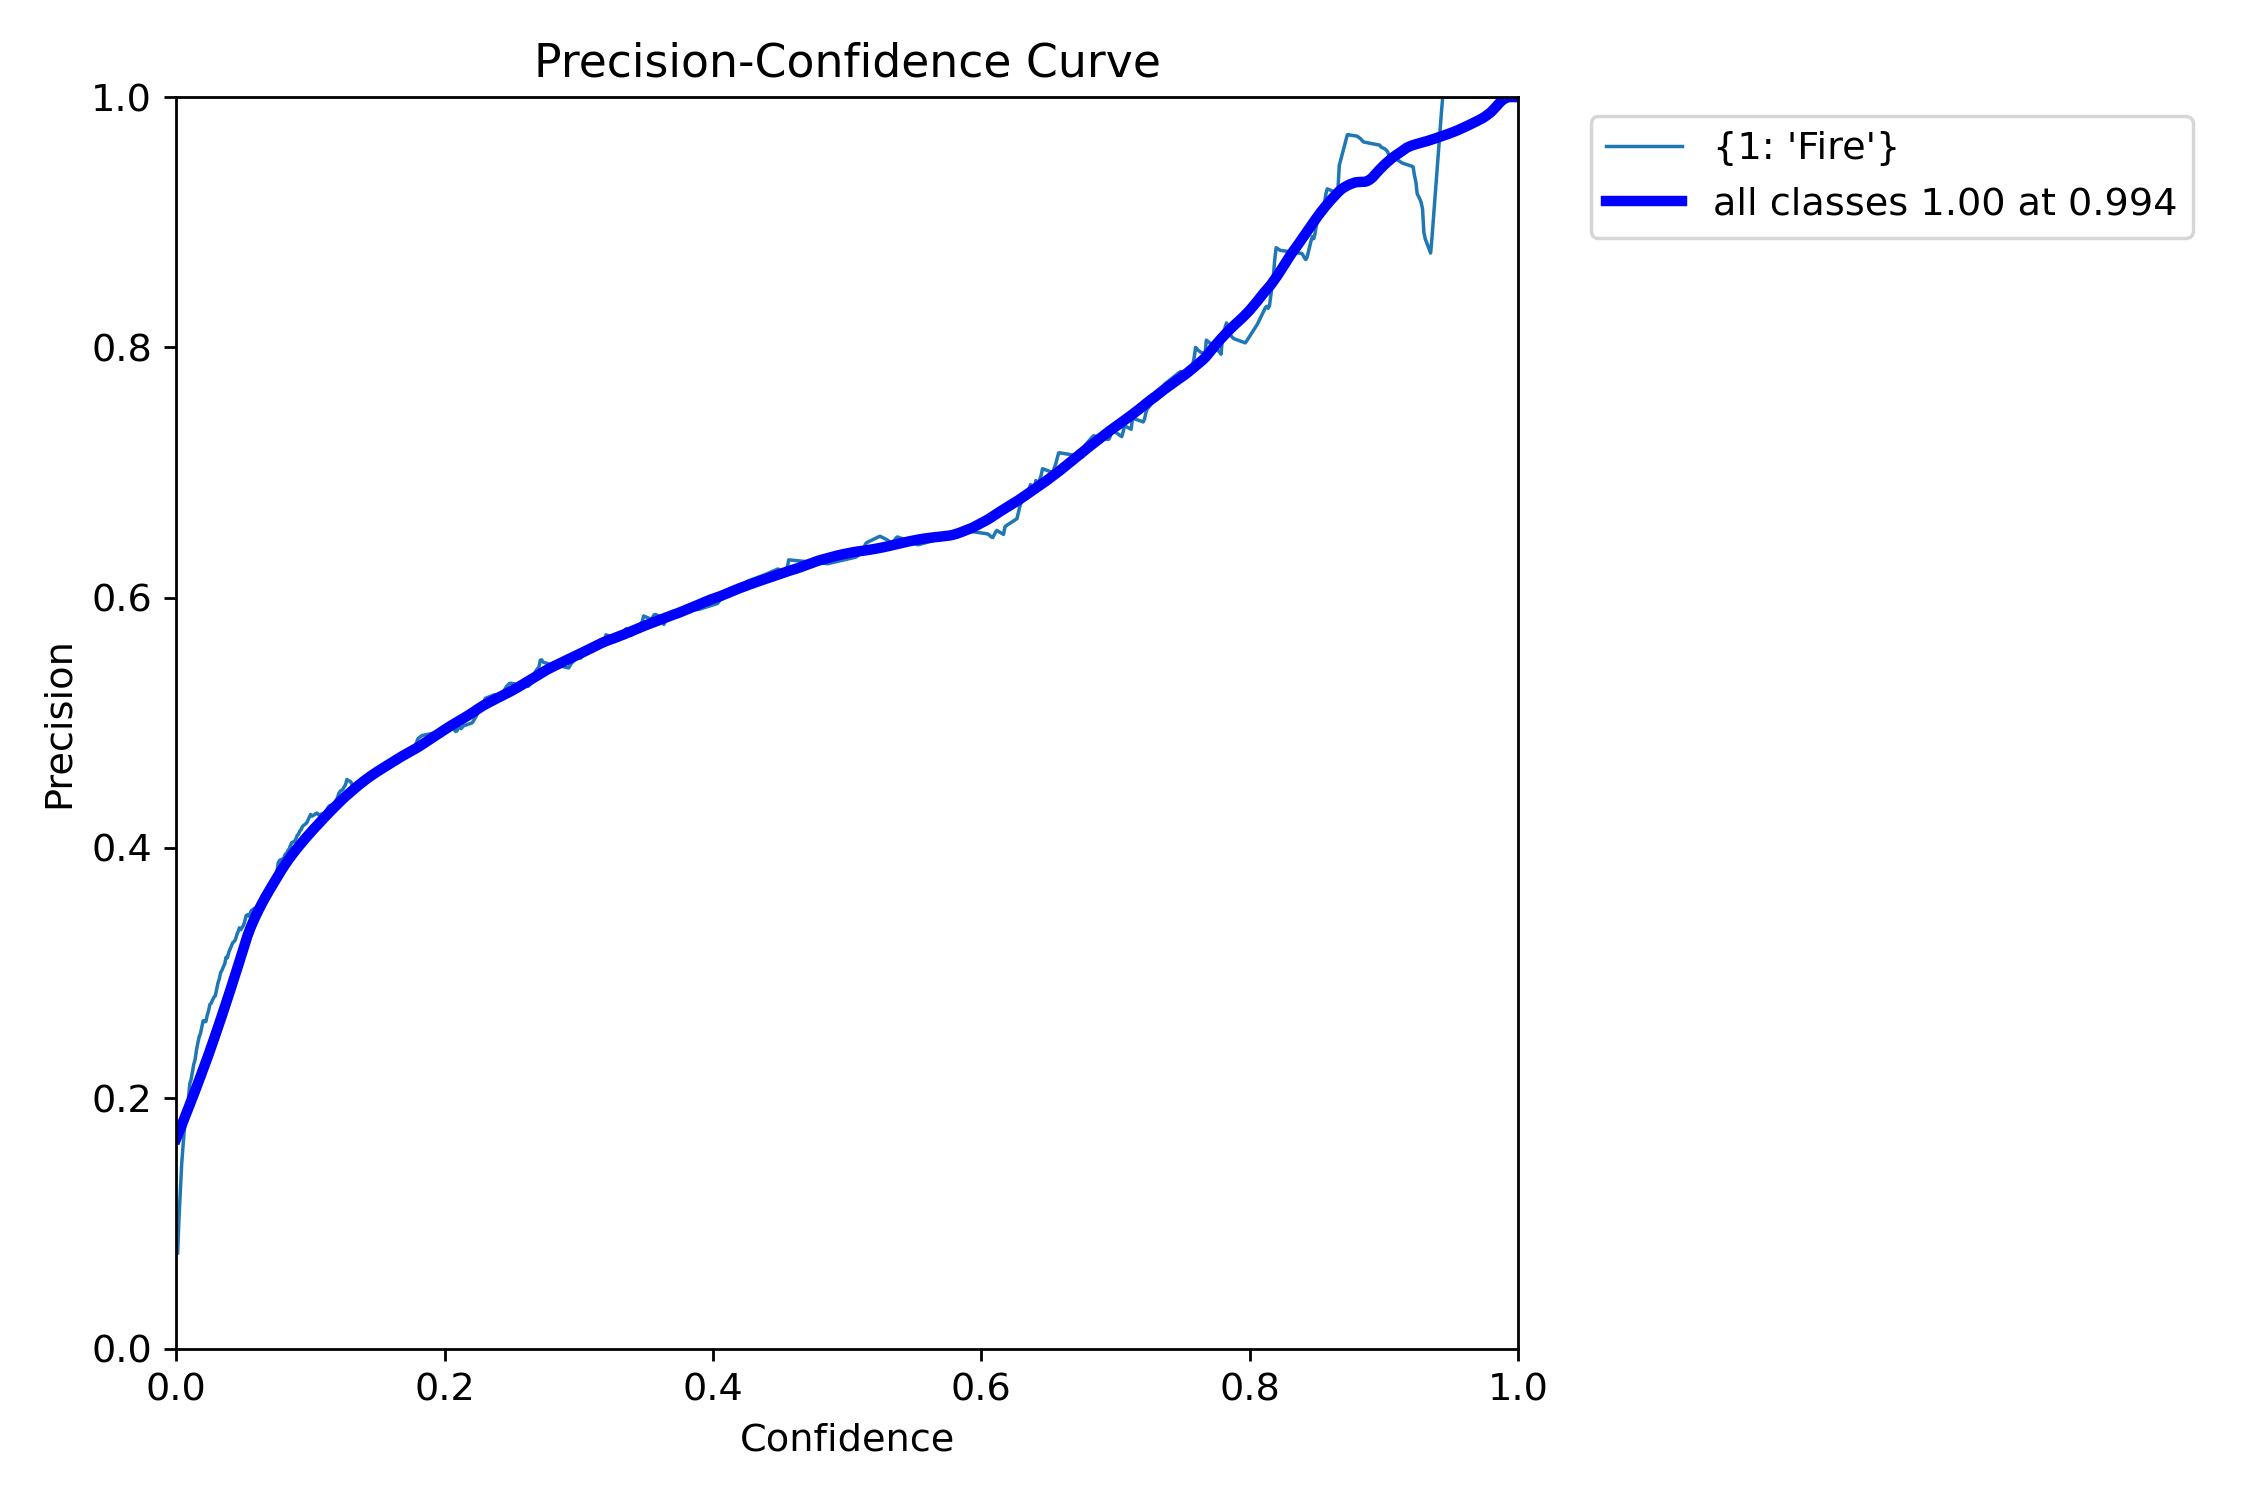 Precision-Confidence Curve
1.0
0.8
0.6
0.4
0.2
0.0
Precision
0.0 0.2 0.4 0.6 0.8 1.0
Confidence
{1: 'Fire'}
all classes 1.00 at 0.994